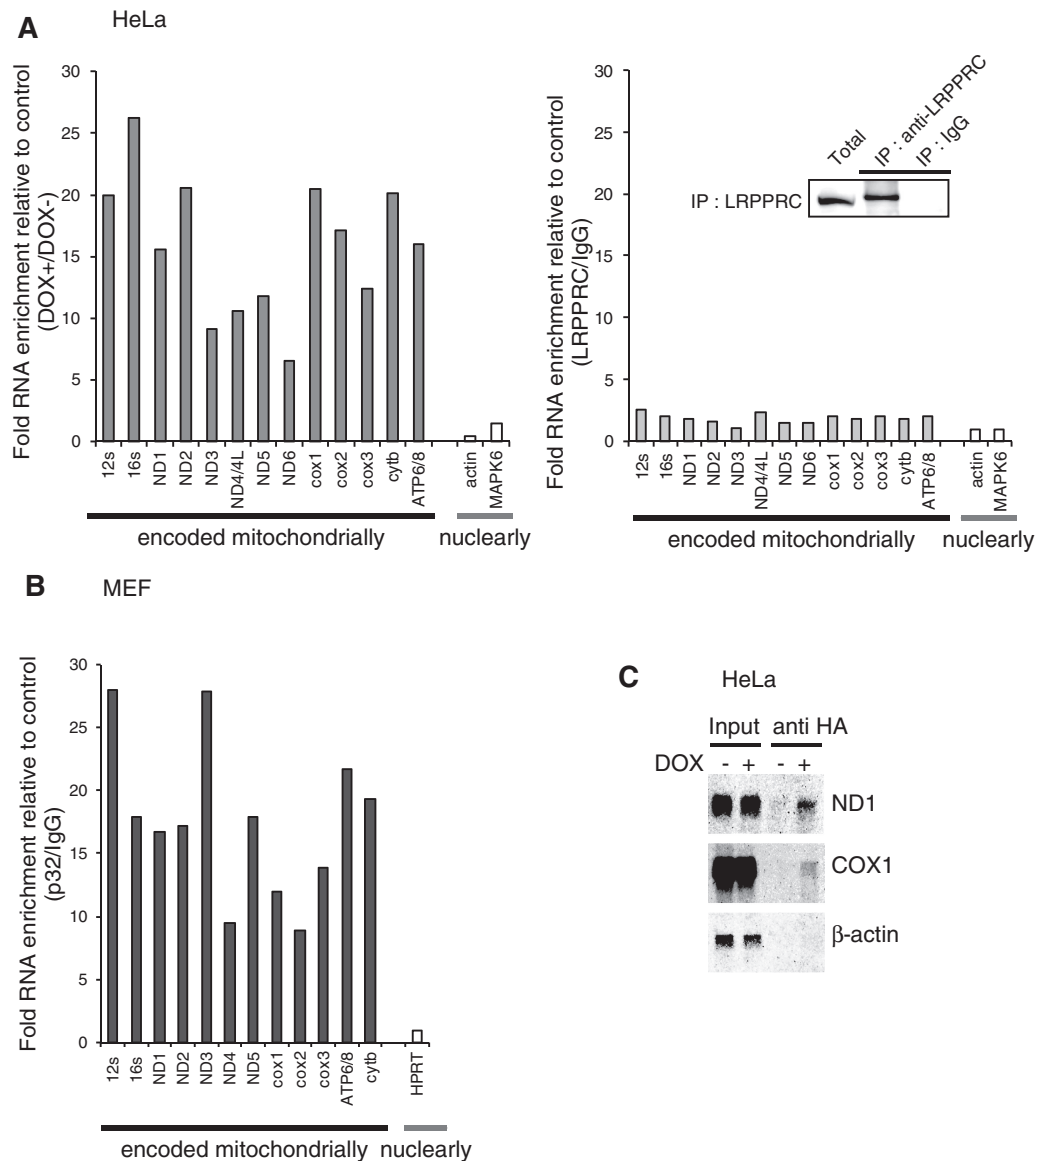 A
HeLa
Fold RNA enrichment relative to control
(DOX+/DOX-)
30
25
20
15
10
5
0
12s
16s
ND1
ND2
ND3
ND4/4L
ND5
ND6
cox1
cox2
cox3
cytb
ATP6/8
actin
MAPK6
encoded mitochondrially
nuclearly
Fold RNA enrichment relative to control
(LRPPRC/IgG)
30
25
20
15
10
5
0
Total
IP : anti-LRPPRC
IP : IgG
IP : LRPPRC
12s
16s
ND1
ND2
ND3
ND4/4L
ND5
ND6
cox1
cox2
cox3
cytb
ATP6/8
actin
MAPK6
encoded mitochondrially
nuclearly
B
MEF
Fold RNA enrichment relative to control
(p32/IgG)
30
25
20
15
10
5
0
12s
16s
ND1
ND2
ND3
ND4
ND5
cox1
cox2
cox3
ATP6/8
cytb
HPRT
encoded mitochondrially
nuclearly
C
HeLa
Input
anti HA
DOX - + - +
ND1
COX1
β-actin